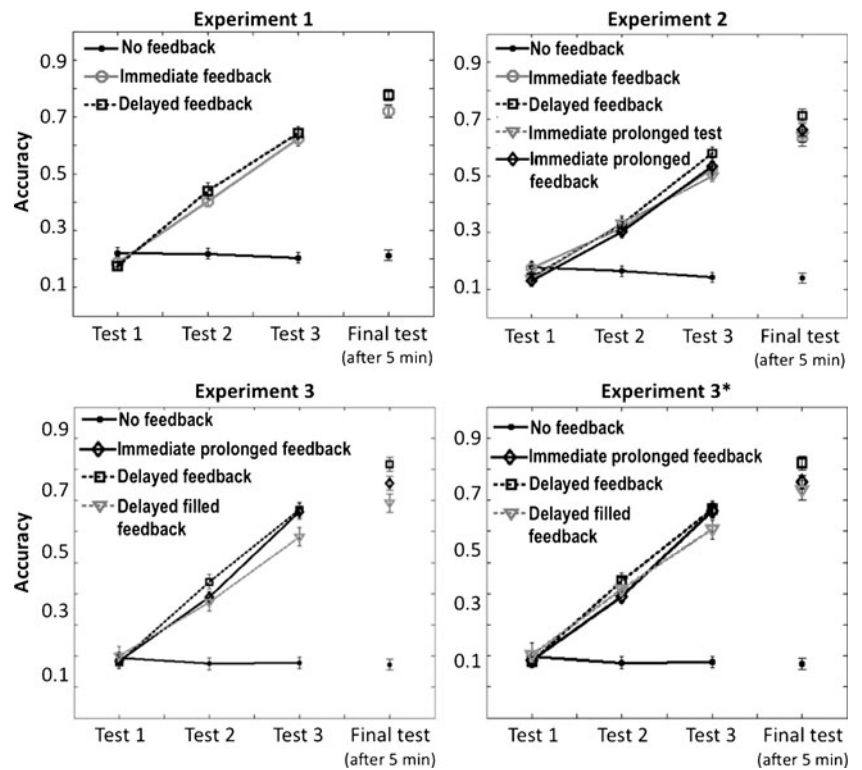 Experiment 1
No feedback
Immediate feedback
Delayed feedback
Accuracy
0.9
0.7
0.5
0.3
0.1
Test 1 Test 2 Test 3 Final test
(after 5 min)
Experiment 2
No feedback
Immediate feedback
Delayed feedback
Immediate prolonged test
Immediate prolonged
feedback
Accuracy
0.9
0.7
0.5
0.3
0.1
Test 1 Test 2 Test 3 Final test
(after 5 min)
Experiment 3
No feedback
Immediate prolonged feedback
Delayed feedback
Delayed filled
feedback
Accuracy
0.9
0.7
0.5
0.3
0.1
Test 1 Test 2 Test 3 Final test
(after 5 min)
Experiment 3*
No feedback
Immediate prolonged feedback
Delayed feedback
Delayed filled
feedback
0.9
0.7
0.5
0.3
0.1
Test 1 Test 2 Test 3 Final test
(after 5 min)